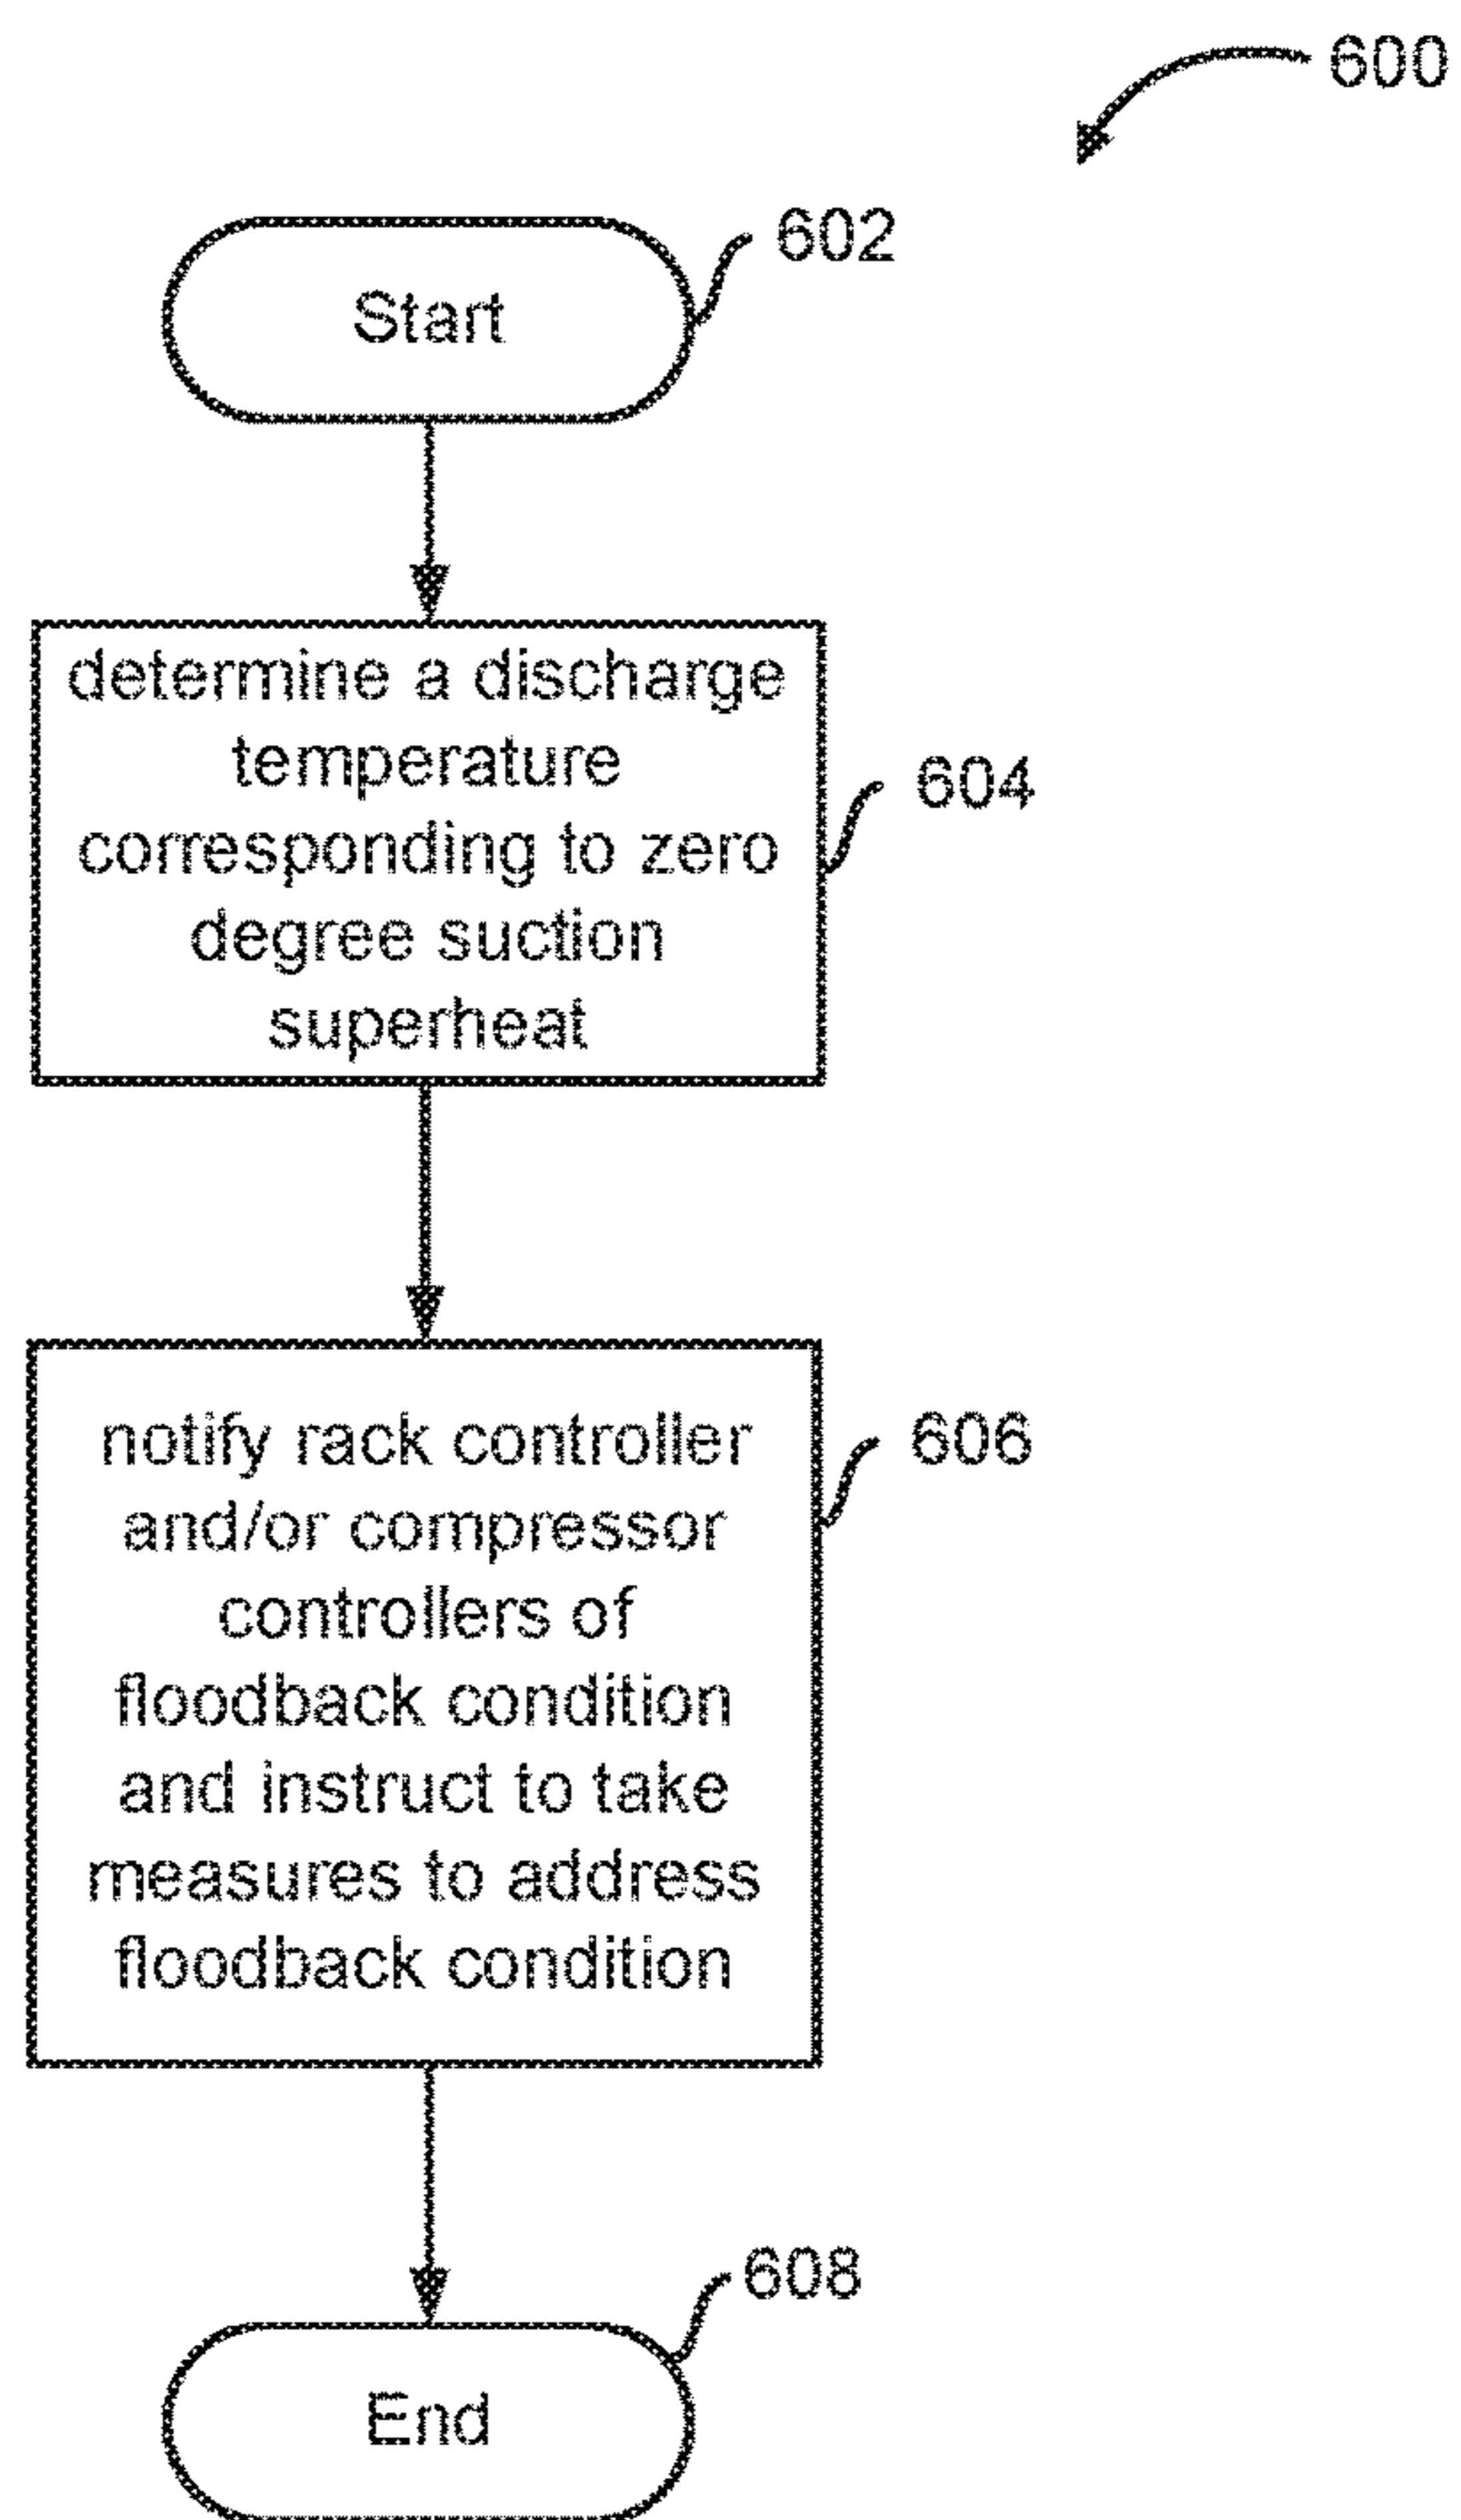 600
602
Start
determine a discharge
temperature
corresponding to zero
degree suction
superheat
604
notify rack controller
and/or compressor
controllers of
floodback condition
and instruct to take
measures to address
floodback condition
606
608
End